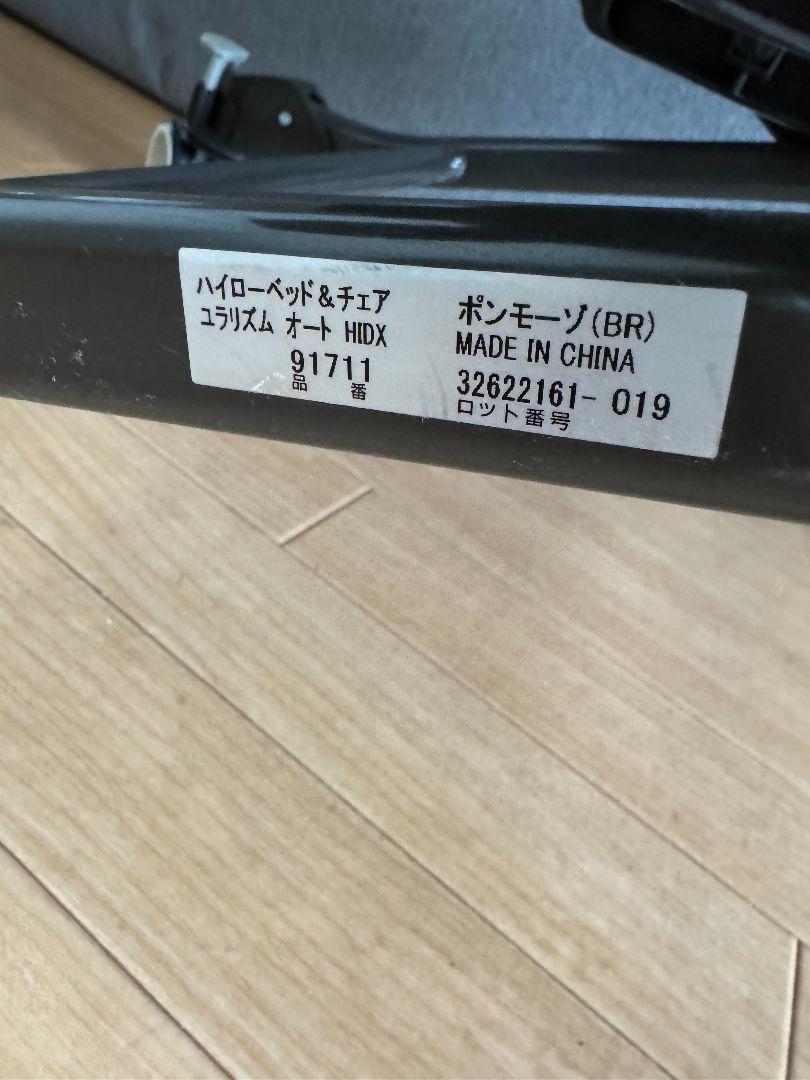 ハイローベッド&チェア
ユラリズム オート HIDX
91711
品 番
ポンモーゾ(BR)
MADE IN CHINA
32622161- 019
ロット番号